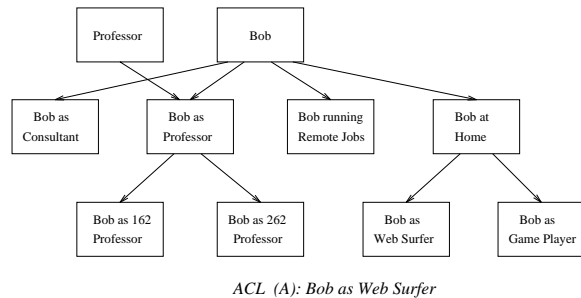 Professor
Bob
Bob as
Consultant
Bob as
Professor
Bob running
Remote Jobs
Bob at
Home
Bob as 162
Professor
Bob as 262
Professor
Bob as
Web Surfer
Bob as
Game Player
ACL (A): Bob as Web Surfer